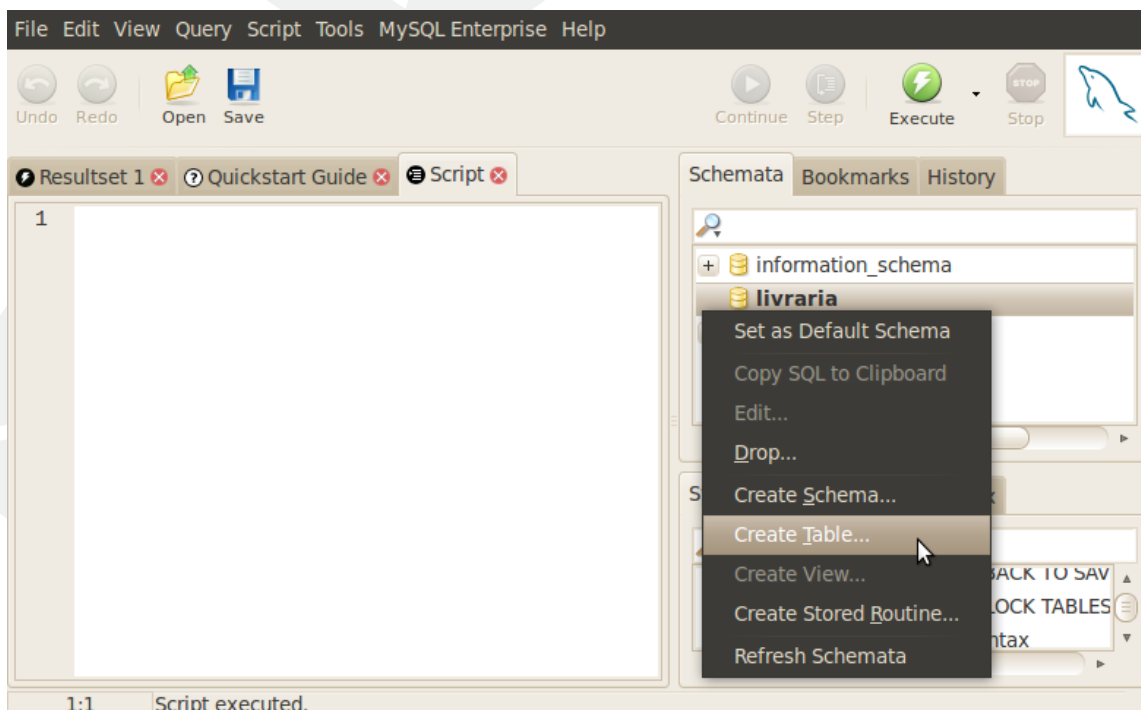 File Edit View Query Script Tools MySQL Enterprise Help
Undo Redo Open Save Continue Step Execute STOP Stop
Resultset 1 Quickstart Guide Script
1
Schemata Bookmarks History
information_schema
livraria
Set as Default Schema
Copy SQL to Clipboard
Edit...
Drop...
Create Schema...
Create Table...
Create View...
Create Stored Routine...
Refresh Schemata
BACK TO SAV
LOCK TABLES
ntax
1:1 Script executed.